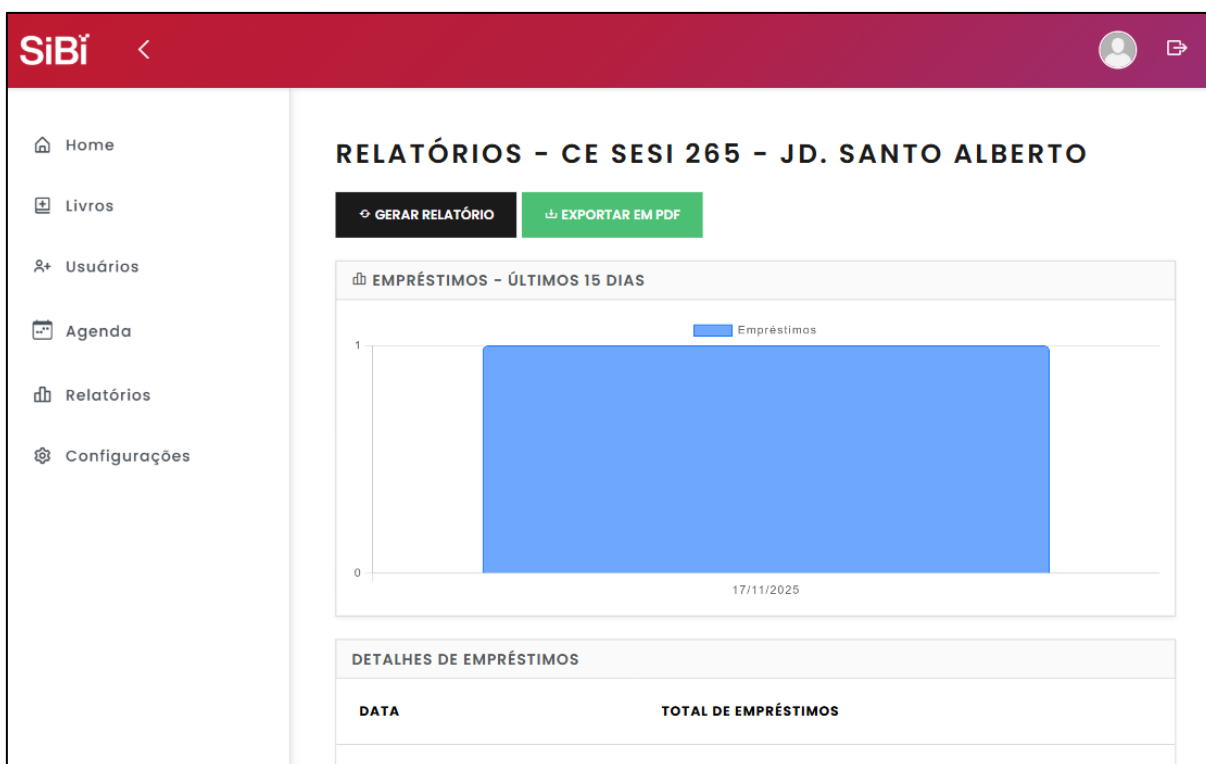 SiBi
Home
Livros
Usuários
Agenda
Relatórios
Configurações
RELATÓRIOS - CE SESI 265 - JD. SANTO ALBERTO
GERAR RELATÓRIO
EXPORTAR EM PDF
EMPRÉSTIMOS - ÚLTIMOS 15 DIAS
Empréstimos
1
0
17/11/2025
DETALHES DE EMPRÉSTIMOS
DATA TOTAL DE EMPRÉSTIMOS